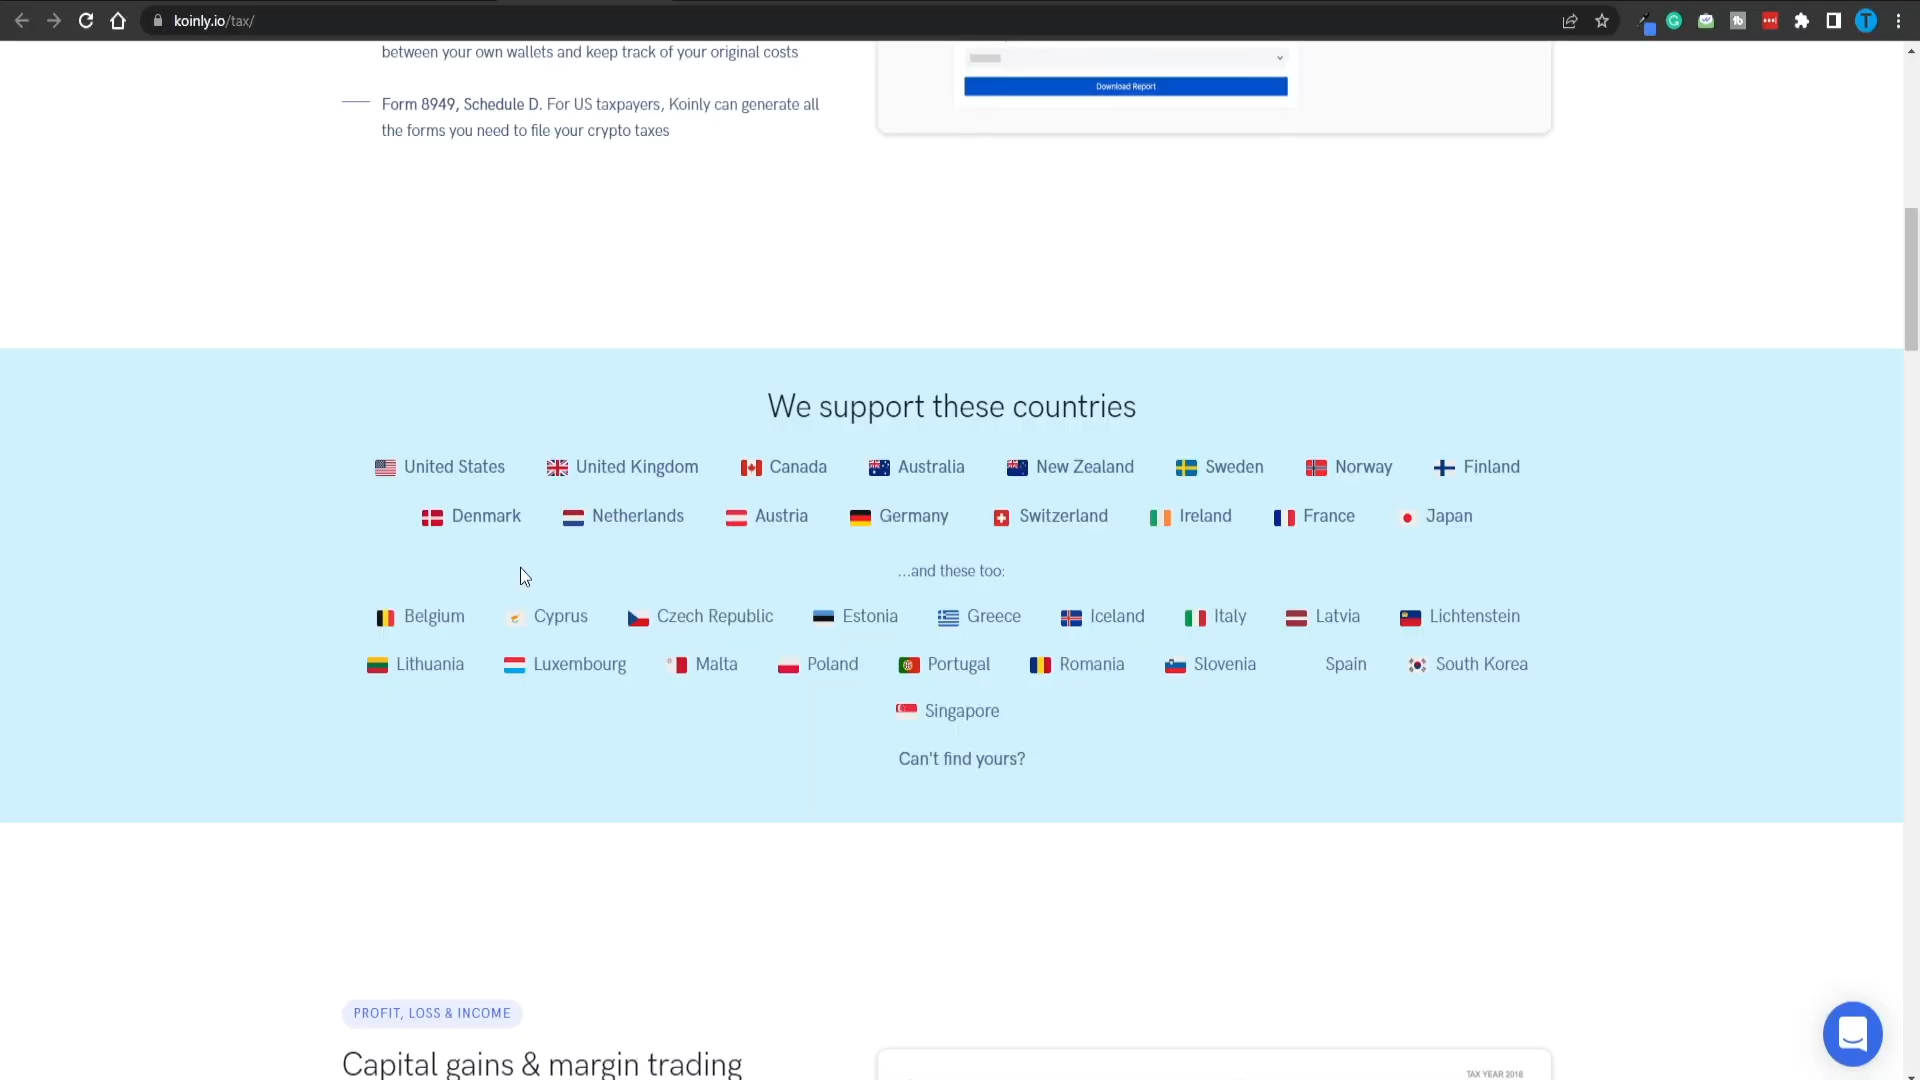 koinly.io/tax/
between your own wallets and keep track of your original costs
Form 8949, Schedule D. For US taxpayers, Koinly can generate all
the forms you need to file your crypto taxes
Download Report
We support these countries
United States United Kingdom Canada Australia New Zealand Sweden Norway Finland
Denmark Netherlands Austria Germany Switzerland Ireland France Japan
...and these too:
Belgium Cyprus Czech Republic Estonia Greece Iceland Italy Latvia Lichtenstein
Lithuania Luxembourg Malta Poland Portugal Romania Slovenia Spain South Korea
Singapore
Can't find yours?
PROFIT, LOSS & INCOME
Capital gains & margin trading
TAX YEAR 2018